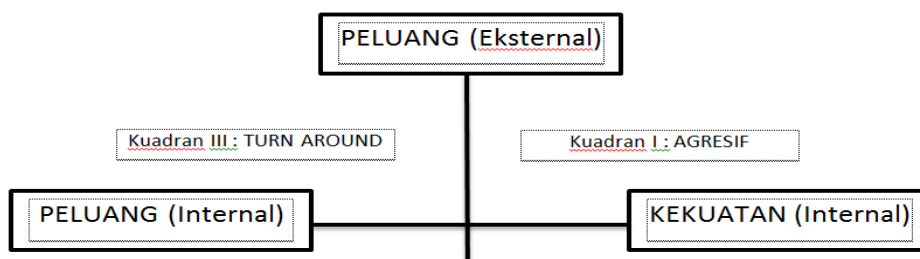 PELUANG (Eksternal)
Kuadran III : TURN AROUND
Kuadran I : AGRESIF
PELUANG (Internal)
KEKUATAN (Internal)